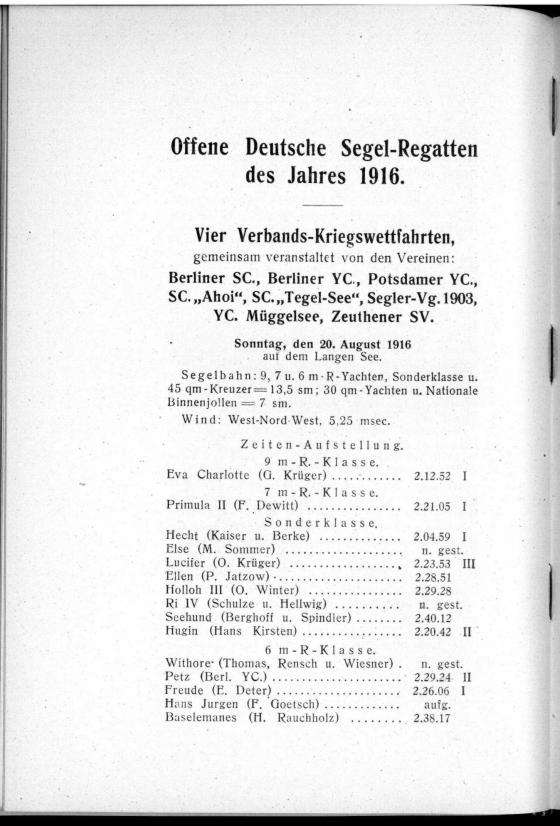 Offene Deutsche Segel-Regatten
des Jahres 1916.
Vier Verbands-Kriegswettfahrten,
gemeinsam veranstaltet von den Vereinen:
Berliner SC., Berliner YC., Potsdamer YC.,
SC. „Ahoi“, SC. „Tegel-See“, Segler-Vg. 1903,
YC. Müggelsee, Zeuthener SV.
Sonntag, den 20. August 1916
auf dem Langen See.
Segelbahn: 9, 7 u. 6 m-R-Yachten, Sonderklasse u.
45 qm-Kreuzer = 13,5 sm; 30 qm-Yachten u. Nationale
Binnenjollen = 7 sm.
Wind: West-Nord-West, 5,25 msec.
Zeiten-Aufstellung.
9 m-R.-Klasse.
Eva Charlotte (G. Krüger) ............ 2.12.52 I
7 m-R.-Klasse.
Primula II (F. Dewitt) ................ 2.21.05 I
Sonderklasse.
Hecht (Kaiser u. Berke) .............. 2.04.59 I
Else (M. Sommer) .................... n. gest.
Lucifer (O. Krüger) .................. 2.23.53 III
Ellen (P. Jatzow) .................... 2.28.51
Holloh III (O. Winter) ............... 2.29.28
Ri IV (Schulze u. Hellwig) .......... n. gest.
Seehund (Berghoff u. Spindler) ........ 2.40.12
Hugin (Hans Kirsten) ................. 2.20.42 II
6 m-R-Klasse.
Withore (Thomas, Rensch u. Wiesner) . n. gest.
Petz (Berl. YC.) ...................... 2.29.24 II
Freude (E. Deter) ..................... 2.26.06 I
Hans Jurgen (F. Goetsch) ............. aufg.
Baselemanes (H. Rauchholz) ........ 2.38.17